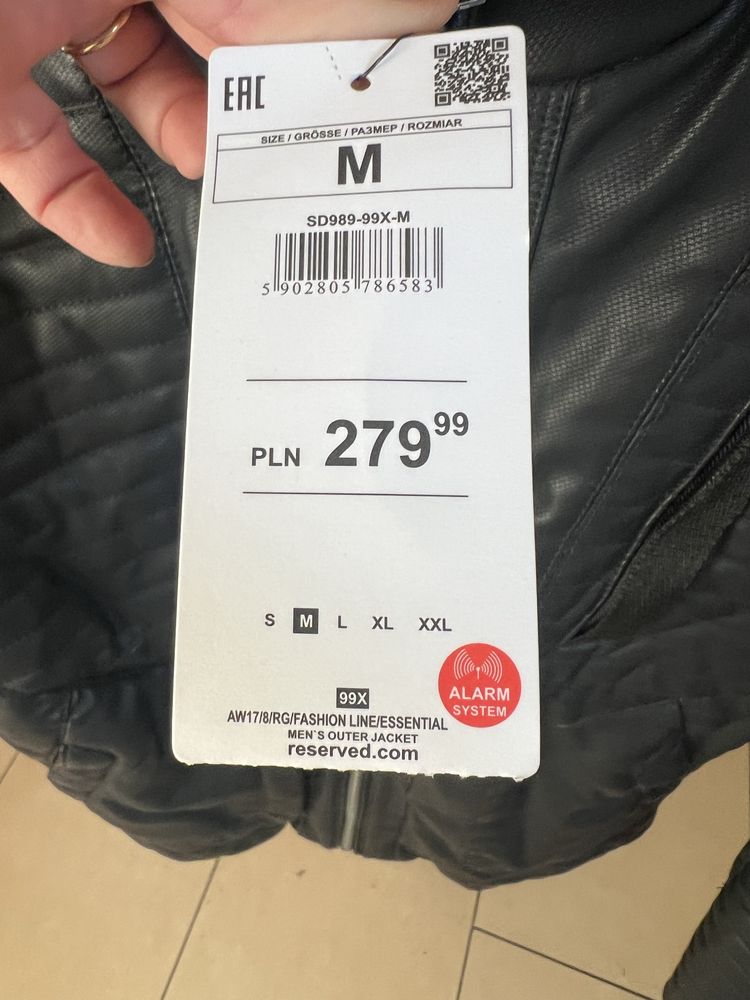 EAC
SIZE / GRÖSSE / РАЗМЕР / ROZMIAR
M
SD989-99X-M
5 902805 786583
PLN 279 99
S M L XL XXL
ALARM
SYSTEM
99X
AW17/8/RG/FASHION LINE/ESSENTIAL
MEN`S OUTER JACKET
reserved.com